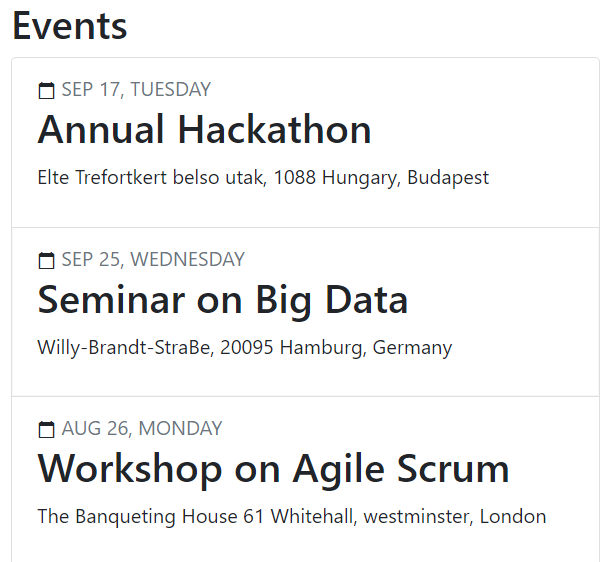 Events
SEP 17, TUESDAY
Annual Hackathon
Elte Trefortkert belso utak, 1088 Hungary, Budapest
SEP 25, WEDNESDAY
Seminar on Big Data
Willy-Brandt-StraBe, 20095 Hamburg, Germany
AUG 26, MONDAY
Workshop on Agile Scrum
The Banqueting House 61 Whitehall, westminster, London